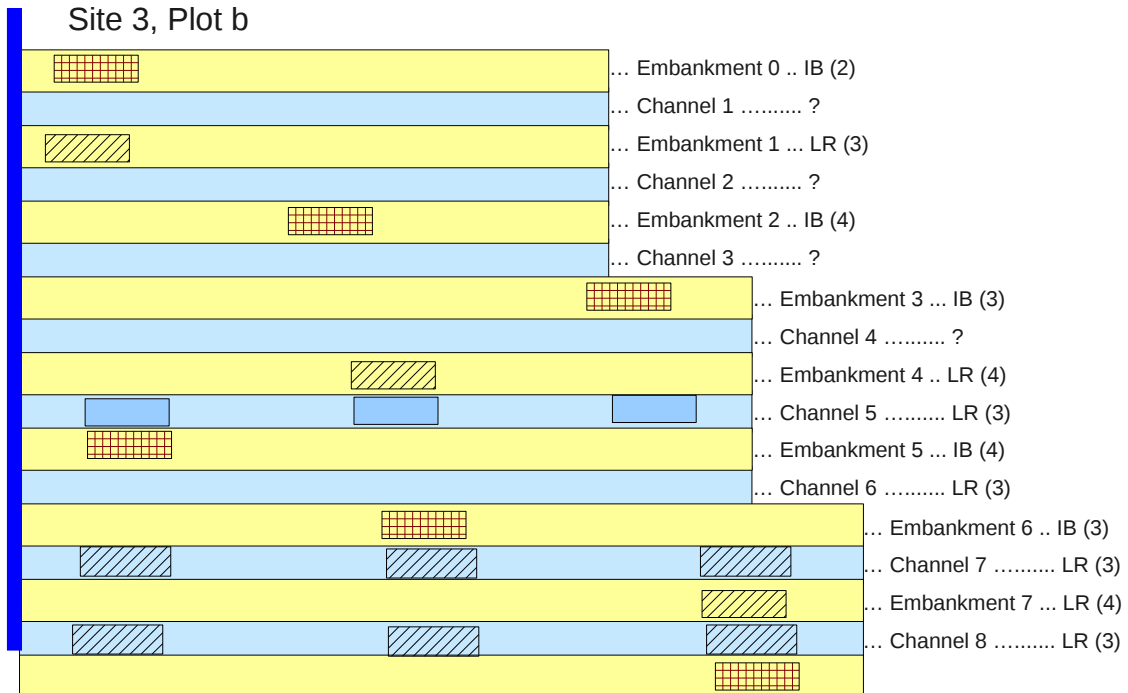 Site 3, Plot b
… Embankment 0 .. IB (2)
… Channel 1 …....... ?
… Embankment 1 ... LR (3)
… Channel 2 …....... ?
… Embankment 2 .. IB (4)
… Channel 3 …....... ?
… Embankment 3 ... IB (3)
… Channel 4 …....... ?
… Embankment 4 .. LR (4)
… Channel 5 …....... LR (3)
… Embankment 5 ... IB (4)
… Channel 6 …....... LR (3)
… Embankment 6 .. IB (3)
… Channel 7 …....... LR (3)
… Embankment 7 ... LR (4)
… Channel 8 …....... LR (3)